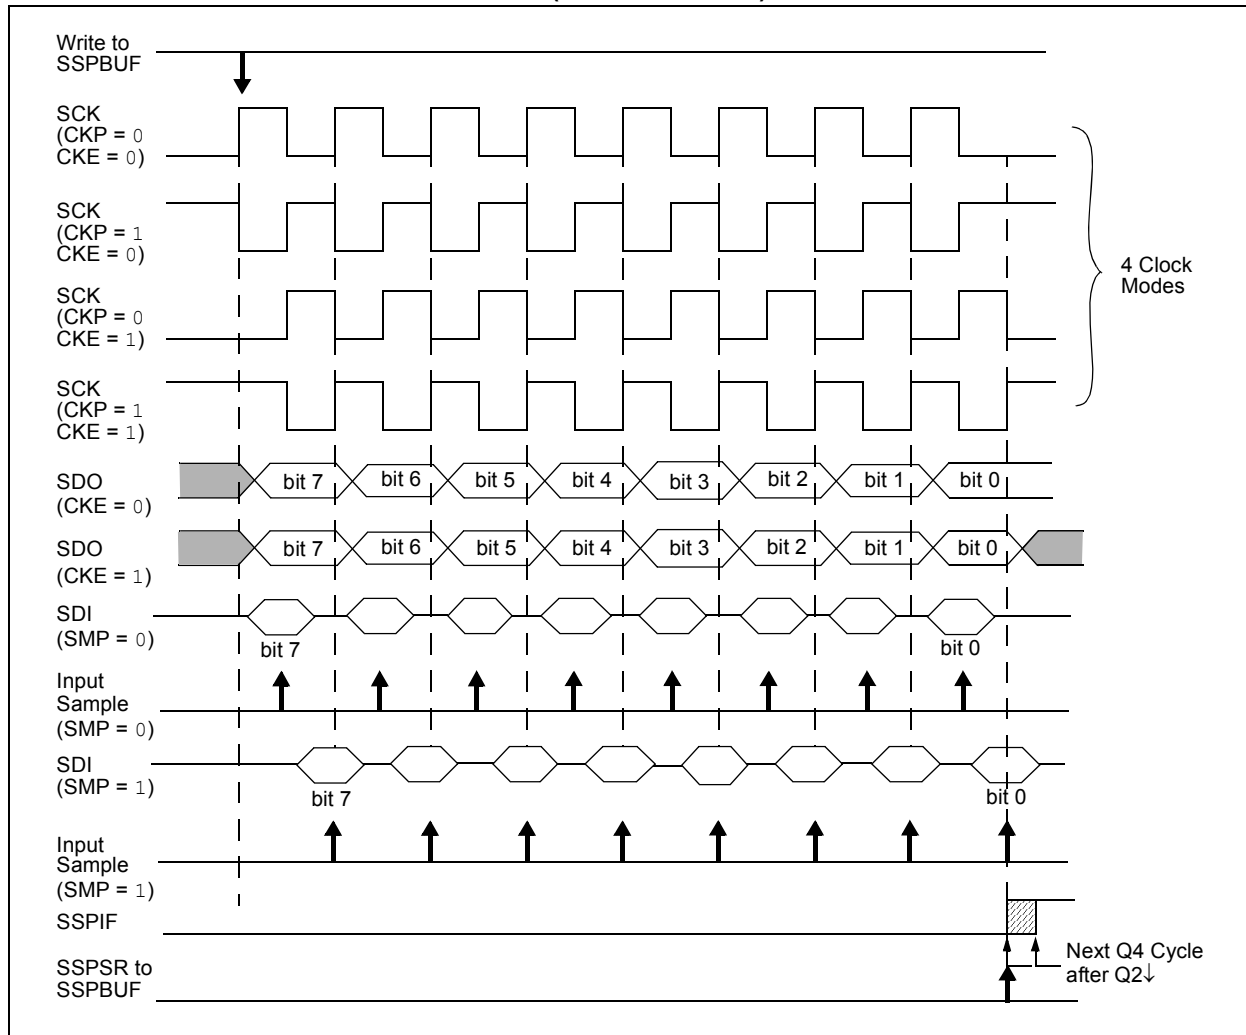 Write to
SSPBUF
SCK
(CKP = 0
CKE = 0)
SCK
(CKP = 1
CKE = 0)
4 Clock
Modes
SCK
(CKP = 0
CKE = 1)
SCK
(CKP = 1
CKE = 1)
SDO
(CKE = 0)
bit 7 bit 6 bit 5 bit 4 bit 3 bit 2 bit 1 bit 0
SDO
(CKE = 1)
bit 7 bit 6 bit 5 bit 4 bit 3 bit 2 bit 1 bit 0
SDI
(SMP = 0)
bit 7 bit 0
Input
Sample
(SMP = 0)
SDI
(SMP = 1)
bit 7 bit 0
Input
Sample
(SMP = 1)
SSPIF
Next Q4 Cycle
after Q2↓
SSPSR to
SSPBUF